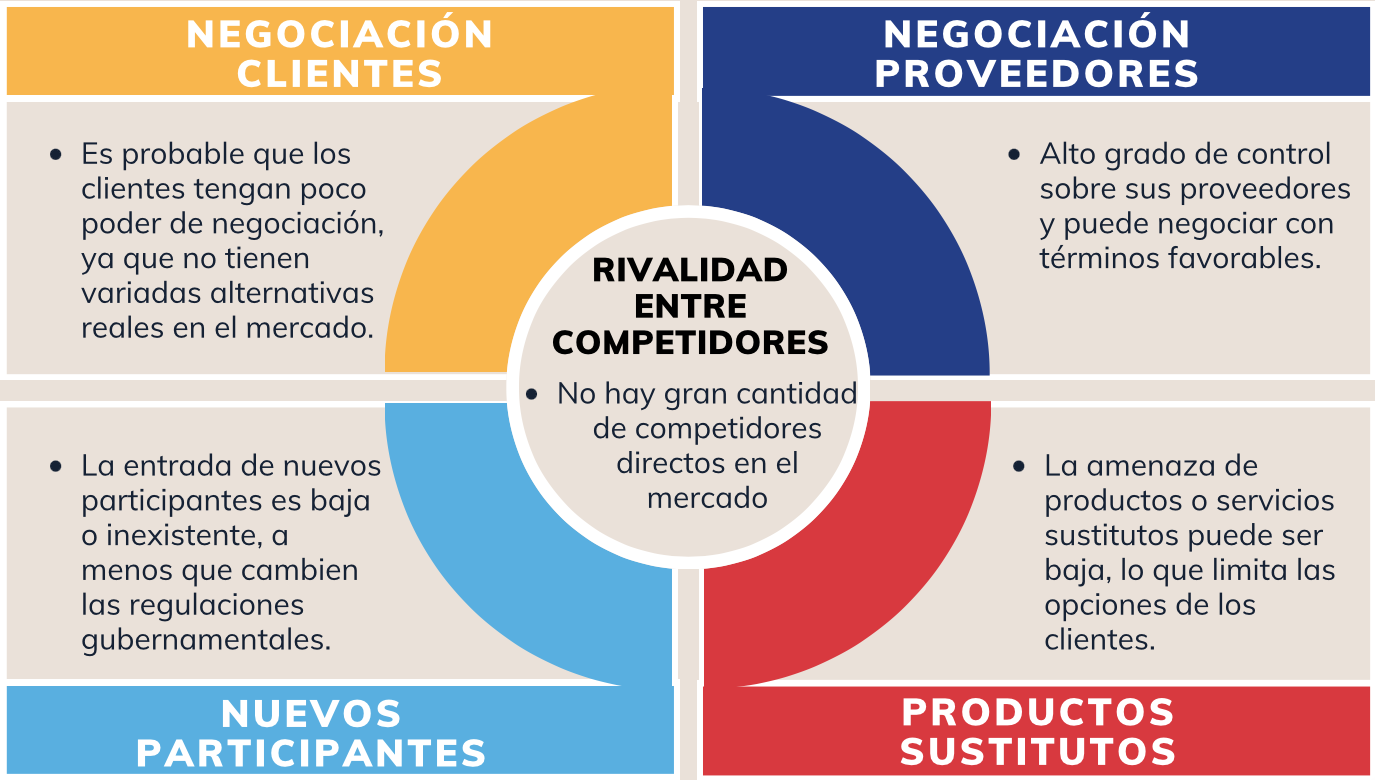 NEGOCIACIÓN
CLIENTES
• Es probable que los
clientes tengan poco
poder de negociación,
ya que no tienen
variadas alternativas
reales en el mercado.
NEGOCIACIÓN
PROVEEDORES
• Alto grado de control
sobre sus proveedores
y puede negociar con
términos favorables.
RIVALIDAD
ENTRE
COMPETIDORES
• No hay gran cantidad
de competidores
directos en el
mercado
• La entrada de nuevos
participantes es baja
o inexistente, a
menos que cambien
las regulaciones
gubernamentales.
NUEVOS
PARTICIPANTES
• La amenaza de
productos o servicios
sustitutos puede ser
baja, lo que limita las
opciones de los
clientes.
PRODUCTOS
SUSTITUTOS